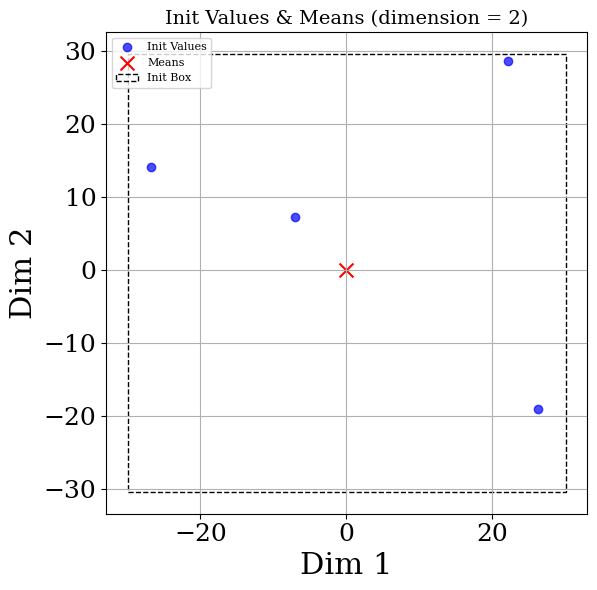 Init Values & Means (dimension = 2)
Init Values
Means
Init Box
30
20
10
0
−10
−20
−30
Dim 2
−20
0
20
Dim 1